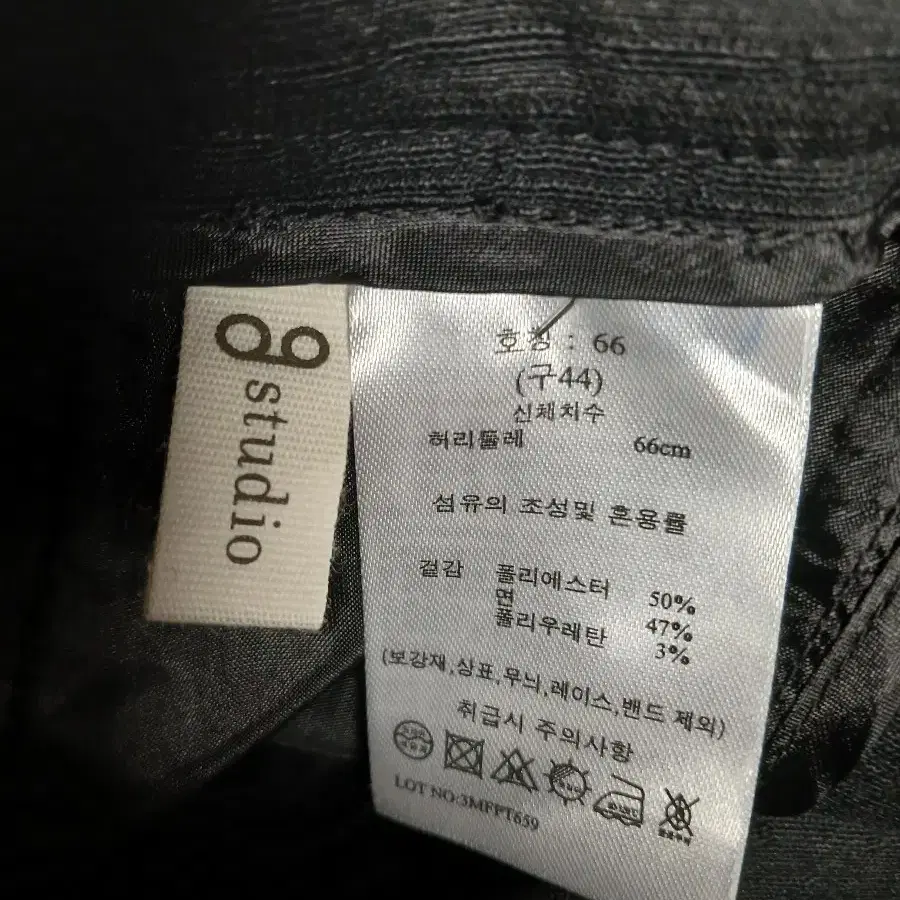 g studio
호칭 : 66
(구44)
신체치수
허리둘레 66cm
섬유의 조성및 혼용률
겉감 폴리에스터 50%
면 47%
폴리우레탄 3%
(보강재,상표,무늬,레이스,밴드 제외)
취급시 주의사항
LOT NO:3MFPT659